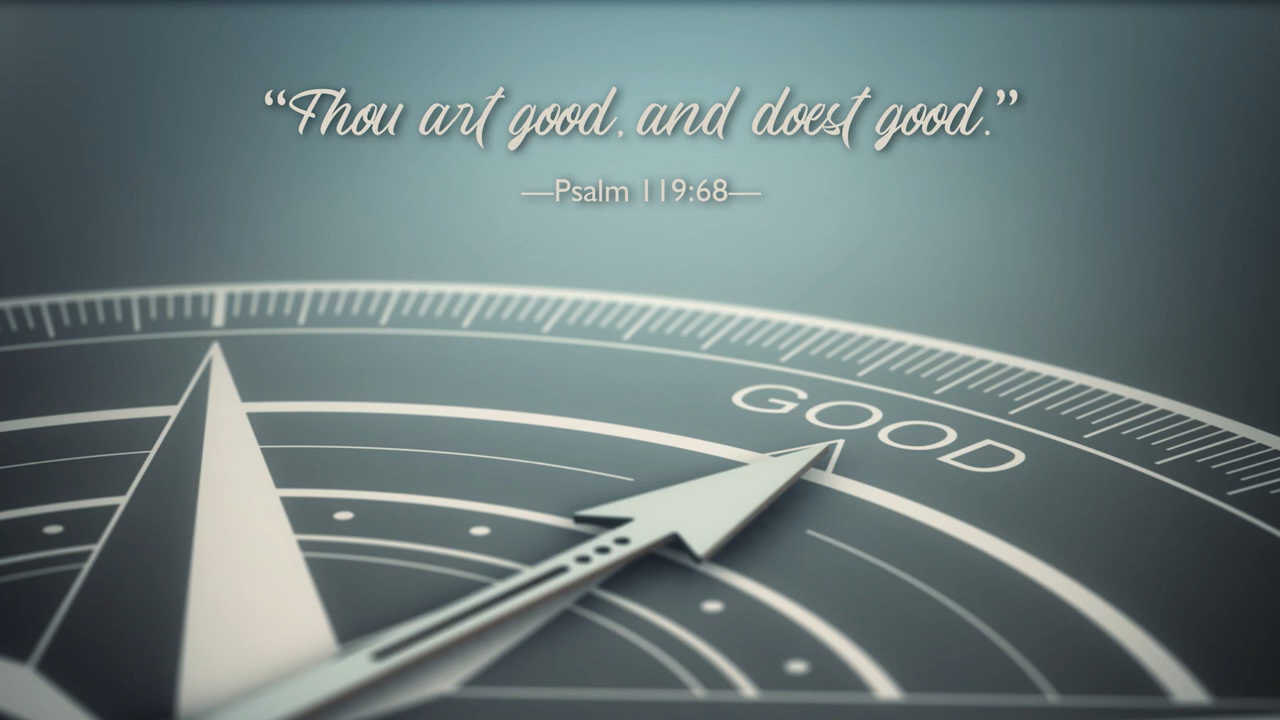 “Thou art good, and doest good.”
—Psalm 119:68—
GOOD